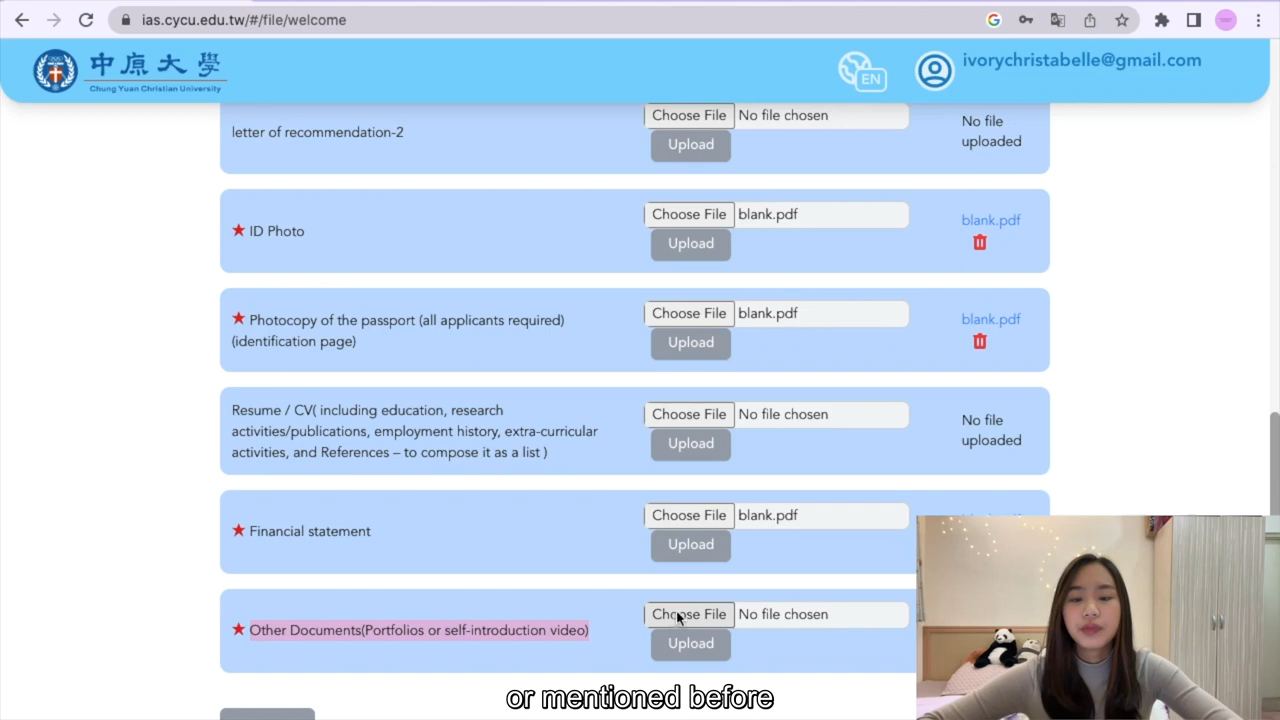 ias.cycu.edu.tw/#/file/welcome
中原大學
Chung Yuan Christian University
EN
ivorychristabelle@gmail.com
letter of recommendation-2
Choose File No file chosen
Upload
No file
uploaded
★ ID Photo
Choose File blank.pdf
Upload
blank.pdf
★ Photocopy of the passport (all applicants required)
(identification page)
Choose File blank.pdf
Upload
blank.pdf
Resume / CV( including education, research
activities/publications, employment history, extra-curricular
activities, and References – to compose it as a list )
Choose File No file chosen
Upload
No file
uploaded
★ Financial statement
Choose File blank.pdf
Upload
★ Other Documents(Portfolios or self-introduction video)
Choose File No file chosen
Upload
or mentioned before